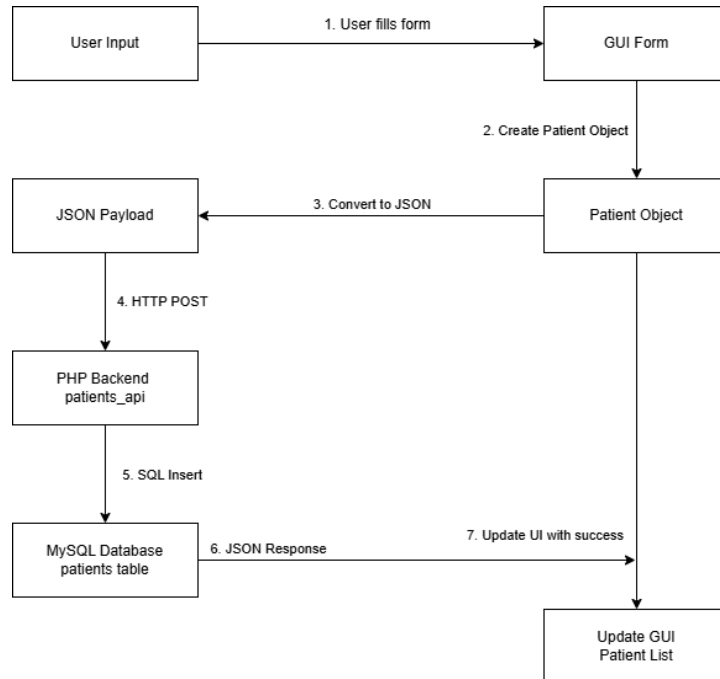 User Input
1. User fills form
GUI Form
2. Create Patient Object
JSON Payload
3. Convert to JSON
Patient Object
4. HTTP POST
PHP Backend
patients_api
5. SQL Insert
MySQL Database
patients table
6. JSON Response
7. Update UI with success
Update GUI
Patient List